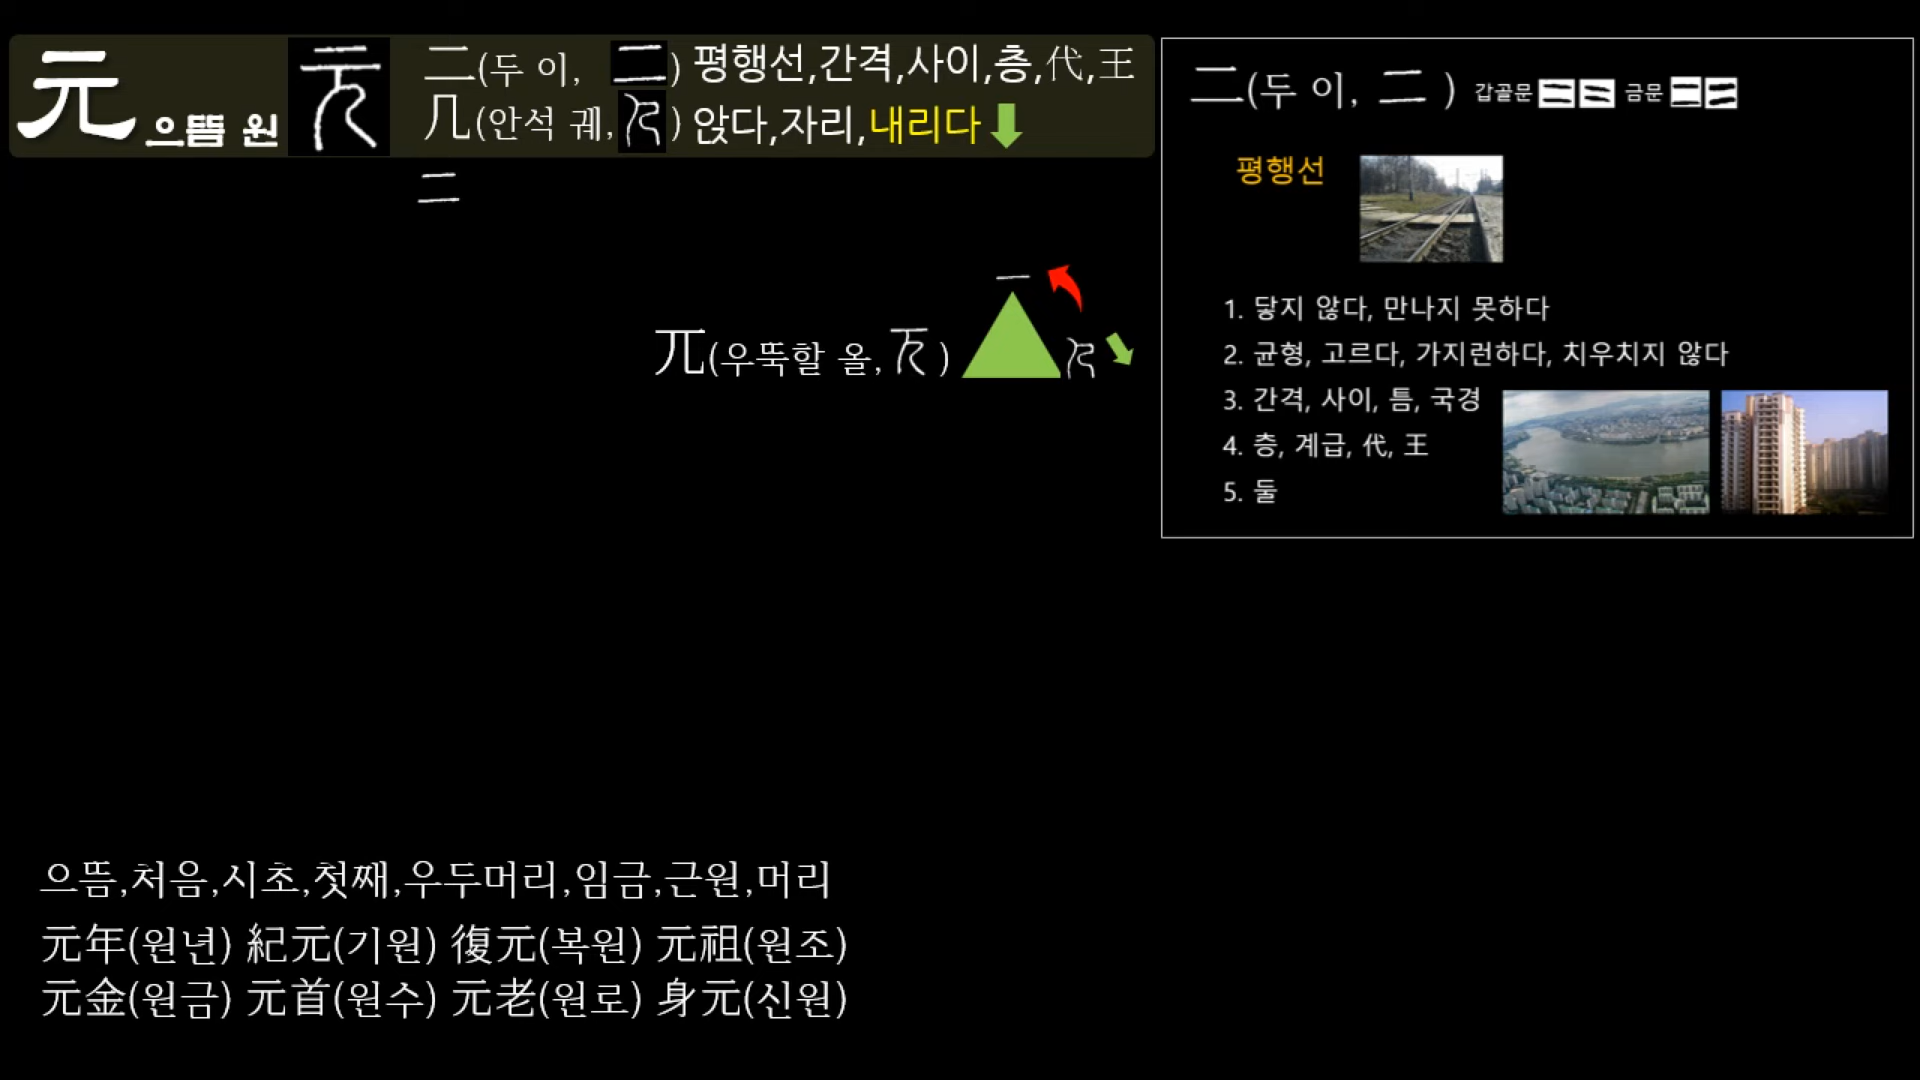 元 으뜸 원 二(두 이, 二) 평행선,간격,사이,층,代,王
几(안석 궤, ) 앉다,자리,내리다
二
一
兀(우뚝할 올, )
二(두 이, 二 ) 갑골문 금문
평행선
1. 닿지 않다, 만나지 못하다
2. 균형, 고르다, 가지런하다, 치우치지 않다
3. 간격, 사이, 틈, 국경
4. 층, 계급, 代, 王
5. 둘
으뜸,처음,시초,첫째,우두머리,임금,근원,머리
元年(원년) 紀元(기원) 復元(복원) 元祖(원조)
元金(원금) 元首(원수) 元老(원로) 身元(신원)